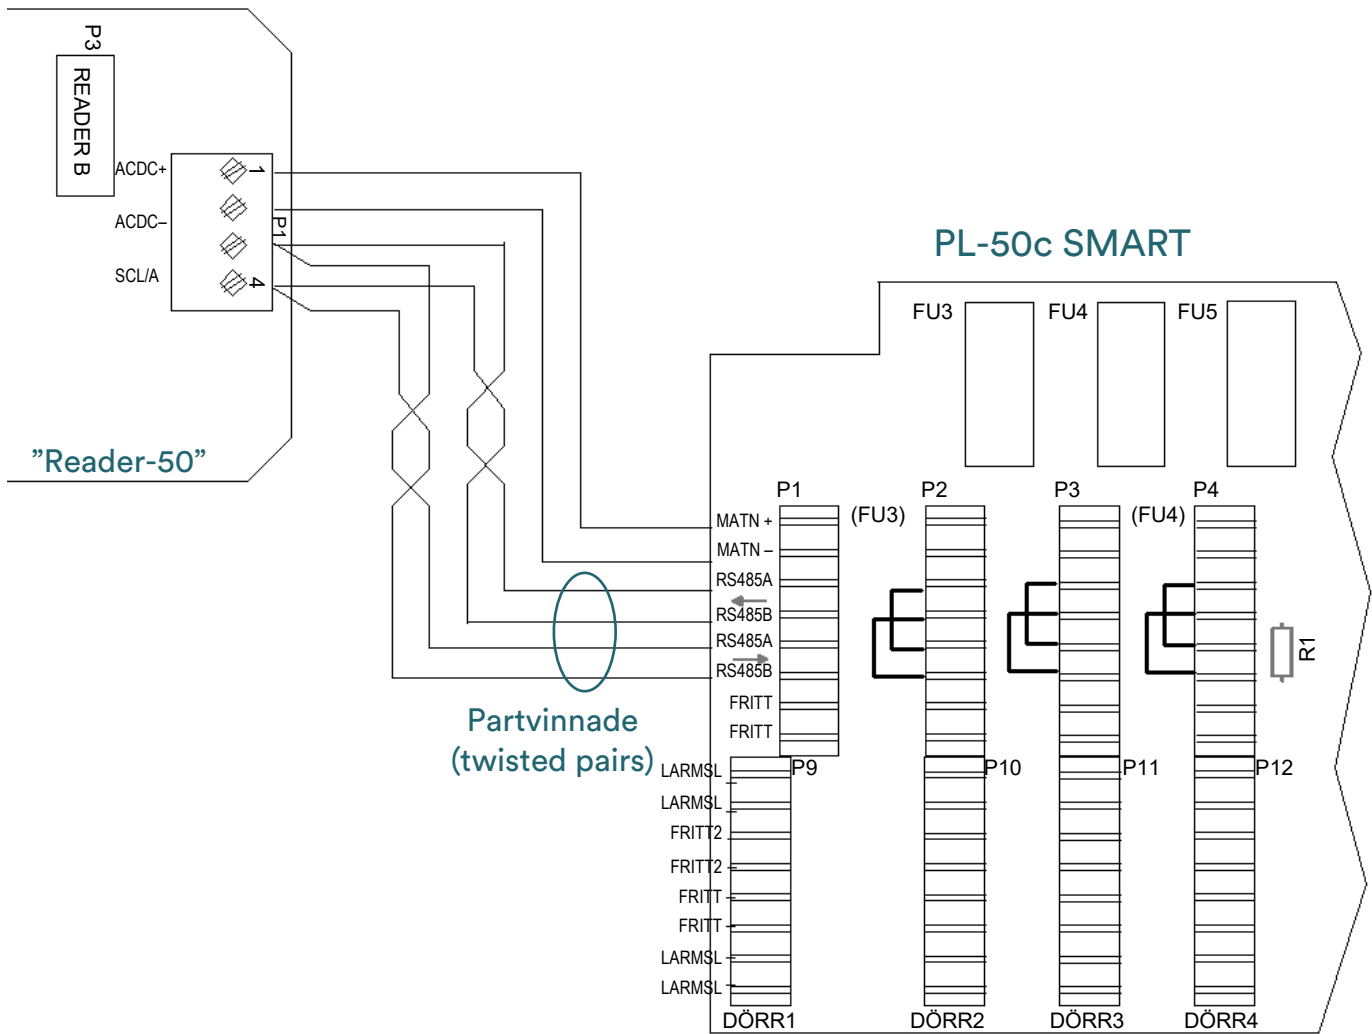 P3
READER B
ACDC+
ACDC–
SCL/A
1
P1
4
"Reader-50"
PL-50c SMART
FU3
FU4
FU5
P1
P2
P3
P4
(FU3)
(FU4)
MATN +
MATN –
RS485A
RS485B
RS485A
RS485B
FRITT
FRITT
R1
Partvinnade
(twisted pairs)
P9
P10
P11
P12
LARMSL
LARMSL
FRITT2
FRITT2
FRITT
FRITT
LARMSL
LARMSL
DÖRR1
DÖRR2
DÖRR3
DÖRR4